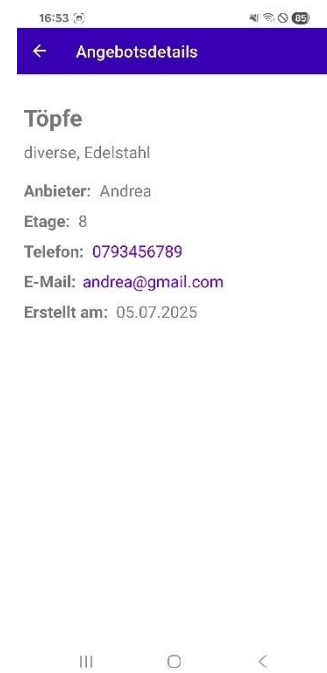 16:53
85
Angebotsdetails
Töpfe
diverse, Edelstahl
Anbieter: Andrea
Etage: 8
Telefon: 0793456789
E-Mail: andrea@gmail.com
Erstellt am: 05.07.2025